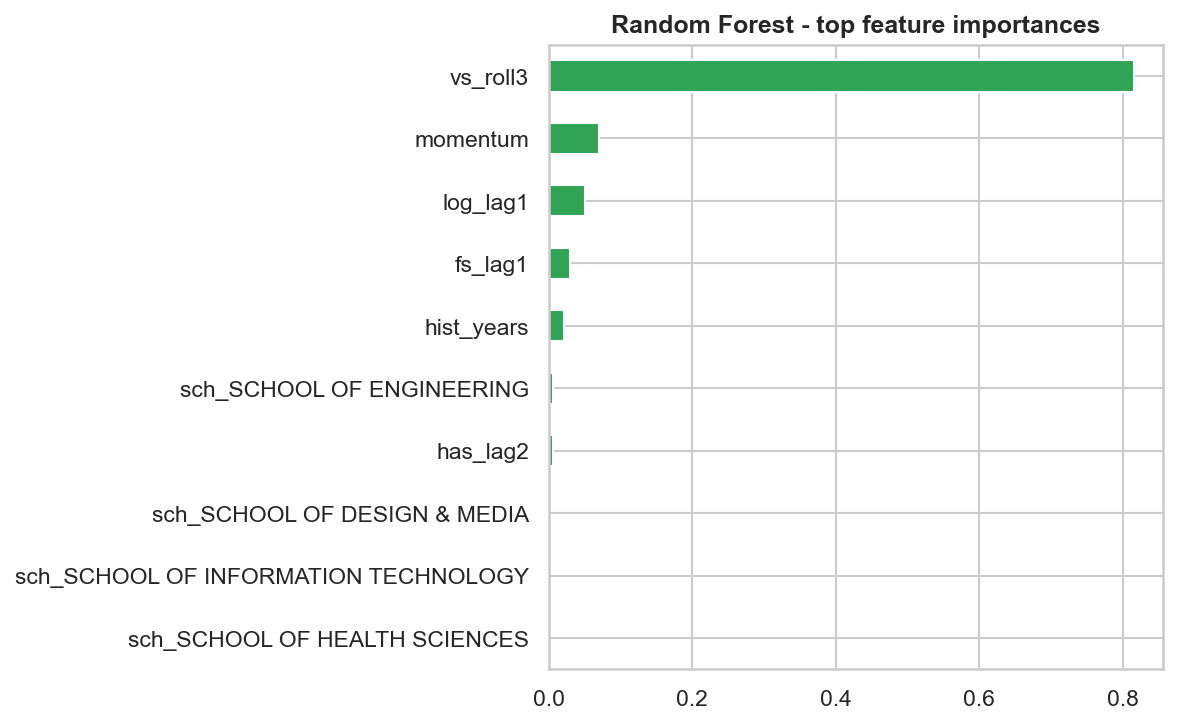 Random Forest - top feature importances
vs_roll3
momentum
log_lag1
fs_lag1
hist_years
sch_SCHOOL OF ENGINEERING
has_lag2
sch_SCHOOL OF DESIGN & MEDIA
sch_SCHOOL OF INFORMATION TECHNOLOGY
sch_SCHOOL OF HEALTH SCIENCES
0.0 0.2 0.4 0.6 0.8